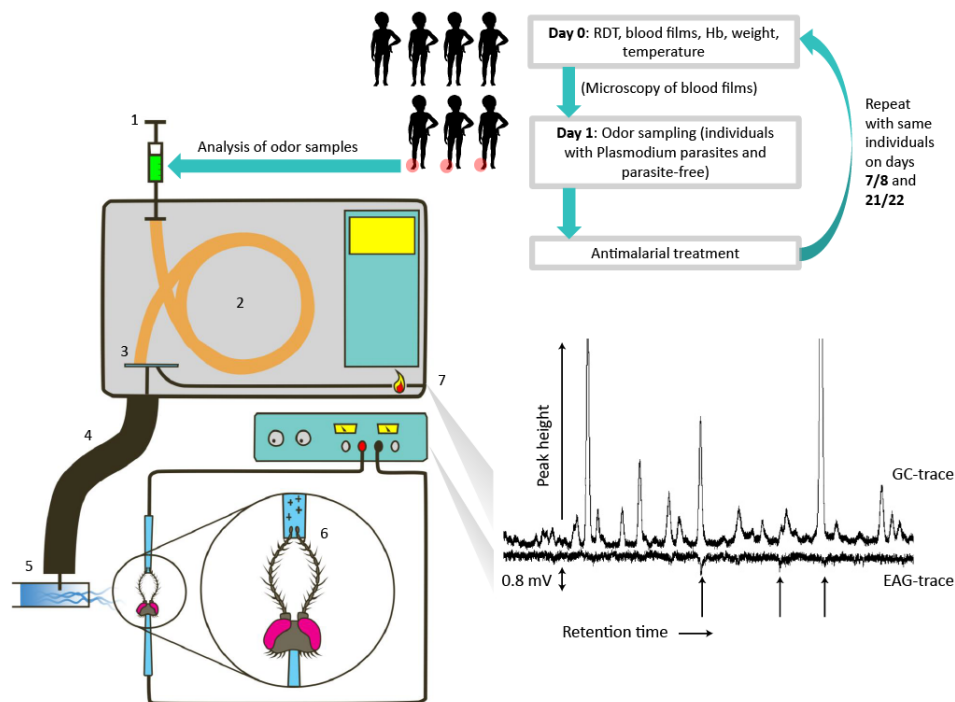 Day 0: RDT, blood films, Hb, weight,
temperature
(Microscopy of blood films)
Day 1: Odor sampling (individuals
with Plasmodium parasites and
parasite-free)
Antimalarial treatment
Repeat
with same
individuals
on days
7/8 and
21/22
Analysis of odor samples
1
2
3
4
5
6
7
Peak height
GC-trace
EAG-trace
0.8 mV
Retention time